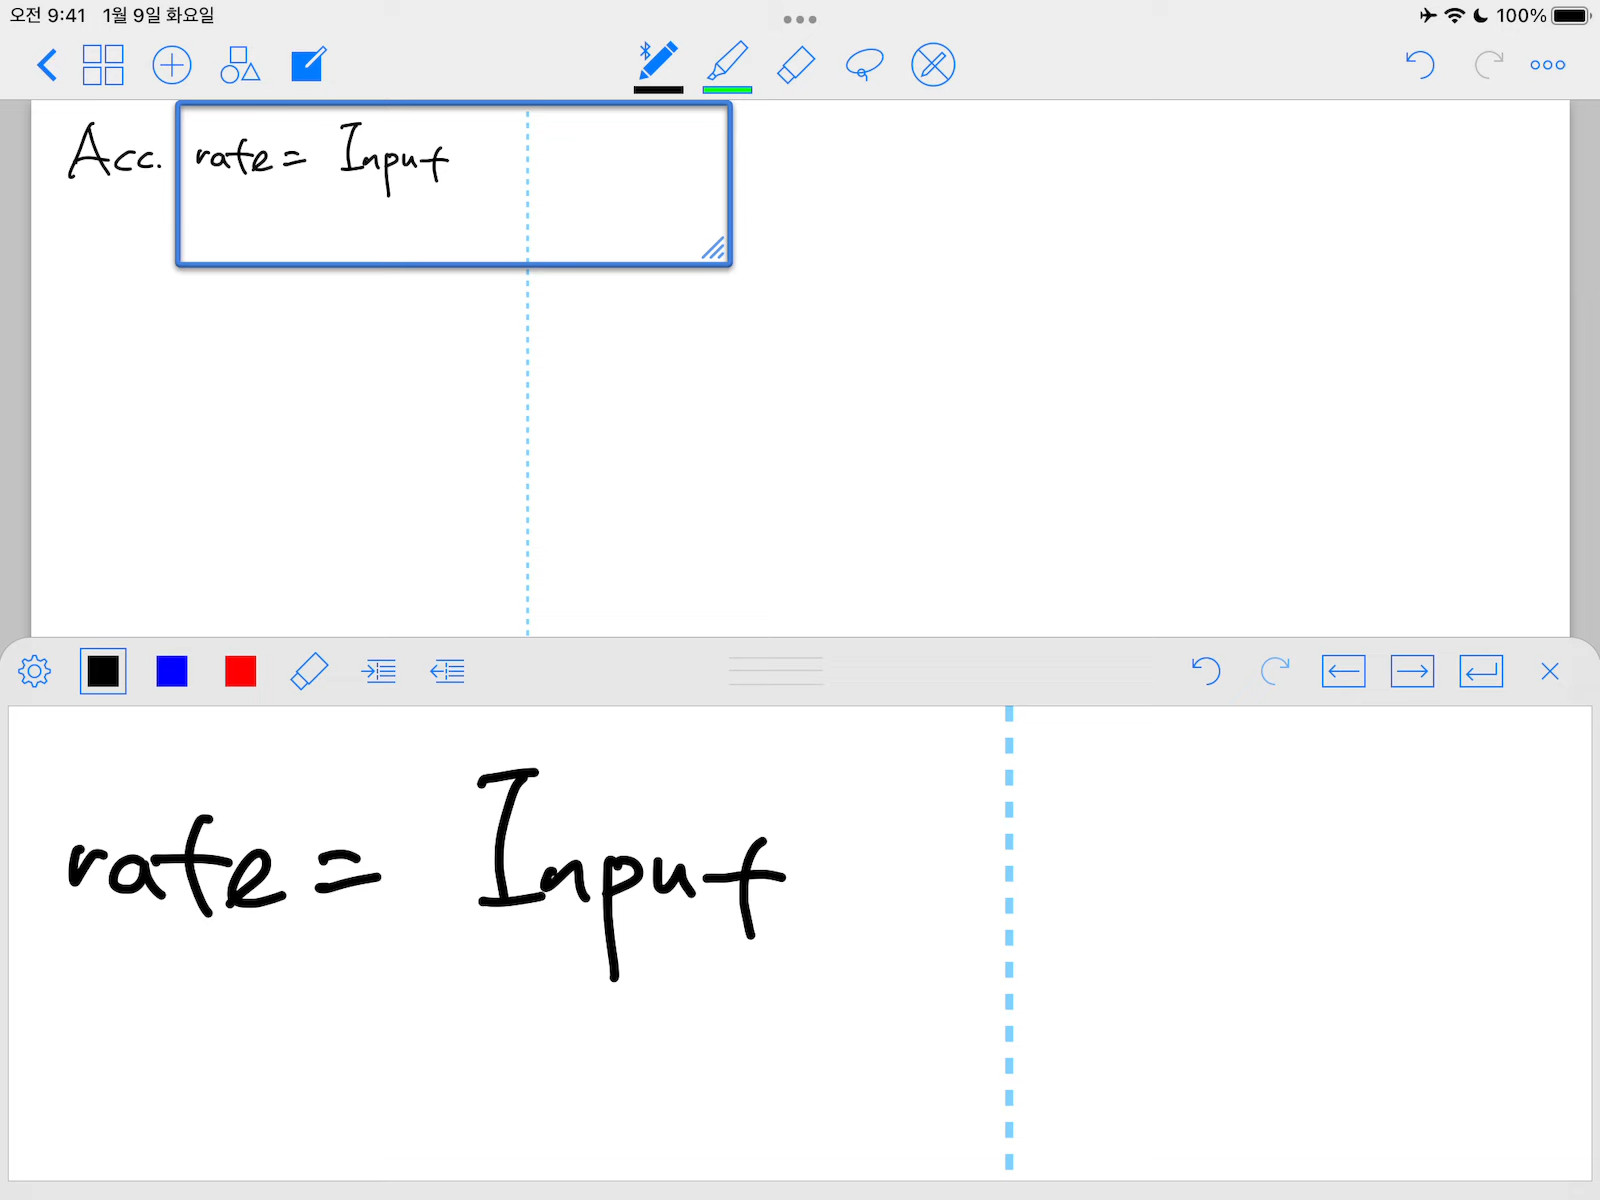 오전 9:41 1월 9일 화요일
100%
Acc. rate = Input
rate = Input